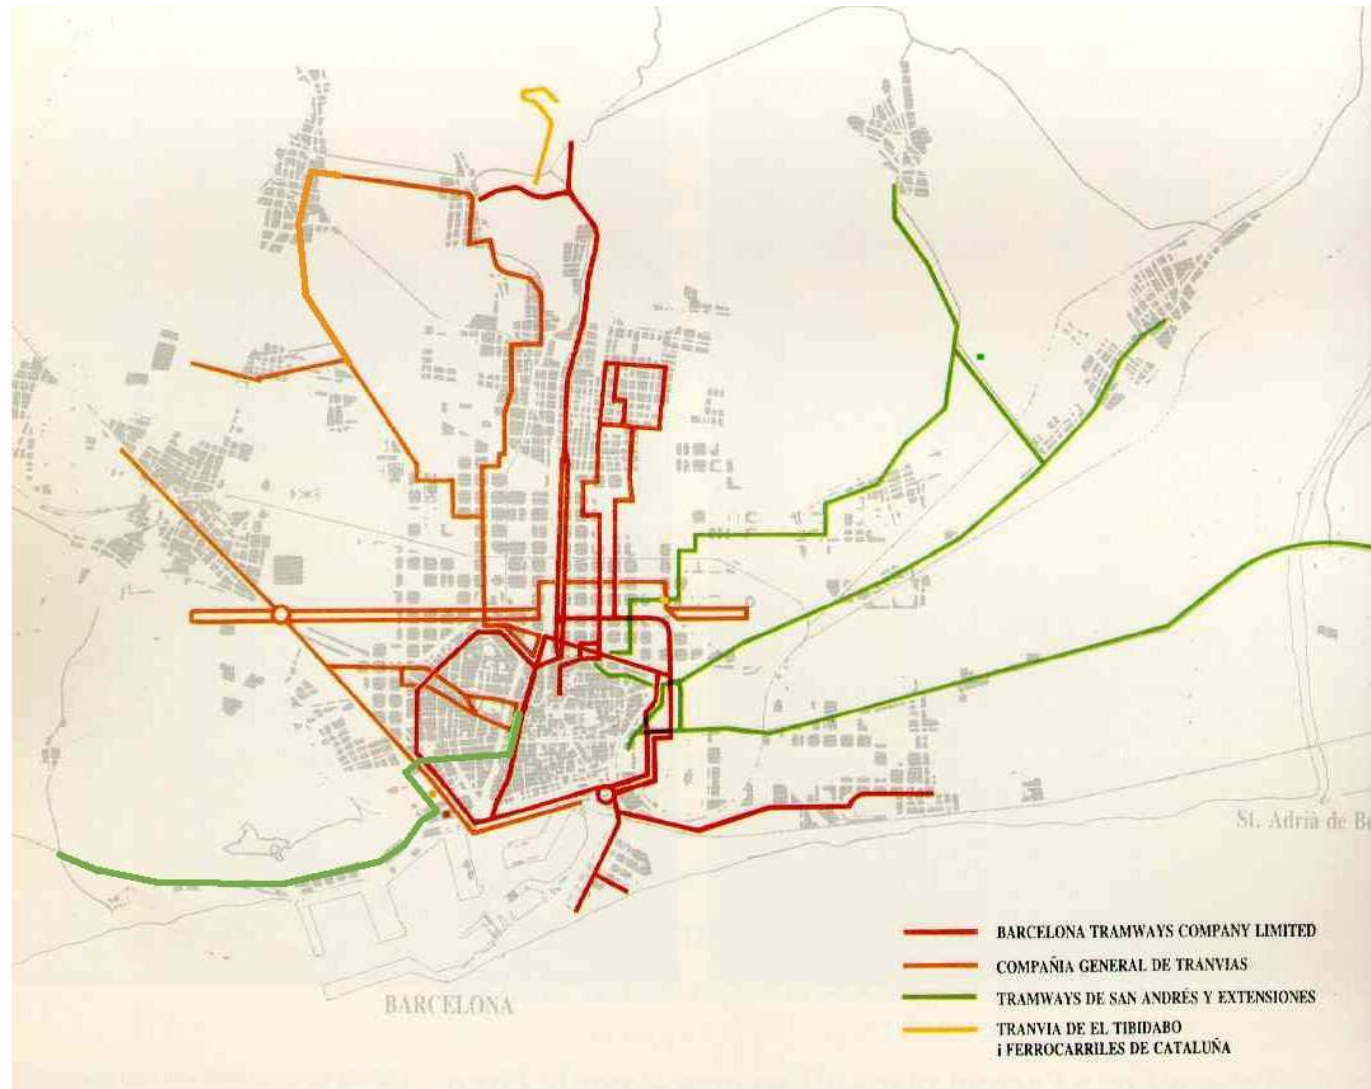 St. Adrià de
BARCELONA
BARCELONA TRAMWAYS COMPANY LIMITED
COMPAÑIA GENERAL DE TRANVIAS
TRAMWAYS DE SAN ANDRÉS Y EXTENSIONES
TRANVIA DE EL TIBIDABO
i FERROCARRILES DE CATALUÑA